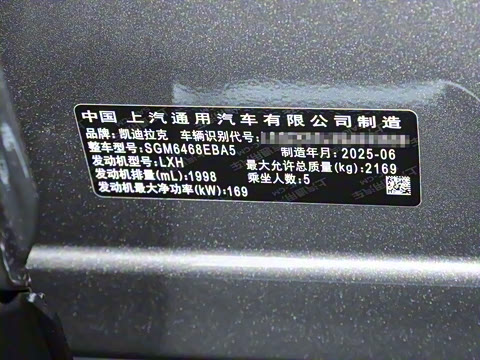 中国 上汽通用汽车有限公司制造
品牌: 凯迪拉克 车辆识别代号:
整车型号: SGM6468EBA5 制造年月: 2025-06
发动机型号: LXH 最大允许总质量(kg): 2169
发动机排量(mL): 1998 乘坐人数: 5
发动机最大净功率(kW): 169